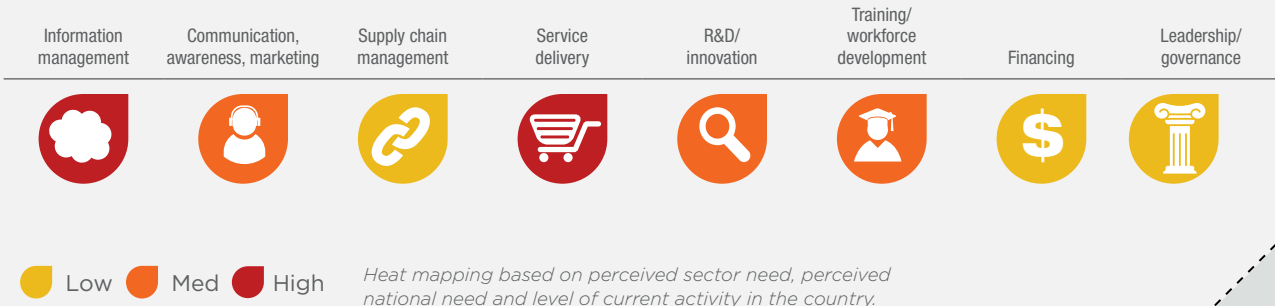 Information
management
Communication,
awareness, marketing
Supply chain
management
Service
delivery
R&D/
innovation
Training/
workforce
development
Financing
Leadership/
governance
$
Low Med High
Heat mapping based on perceived sector need, perceived
national need and level of current activity in the country.